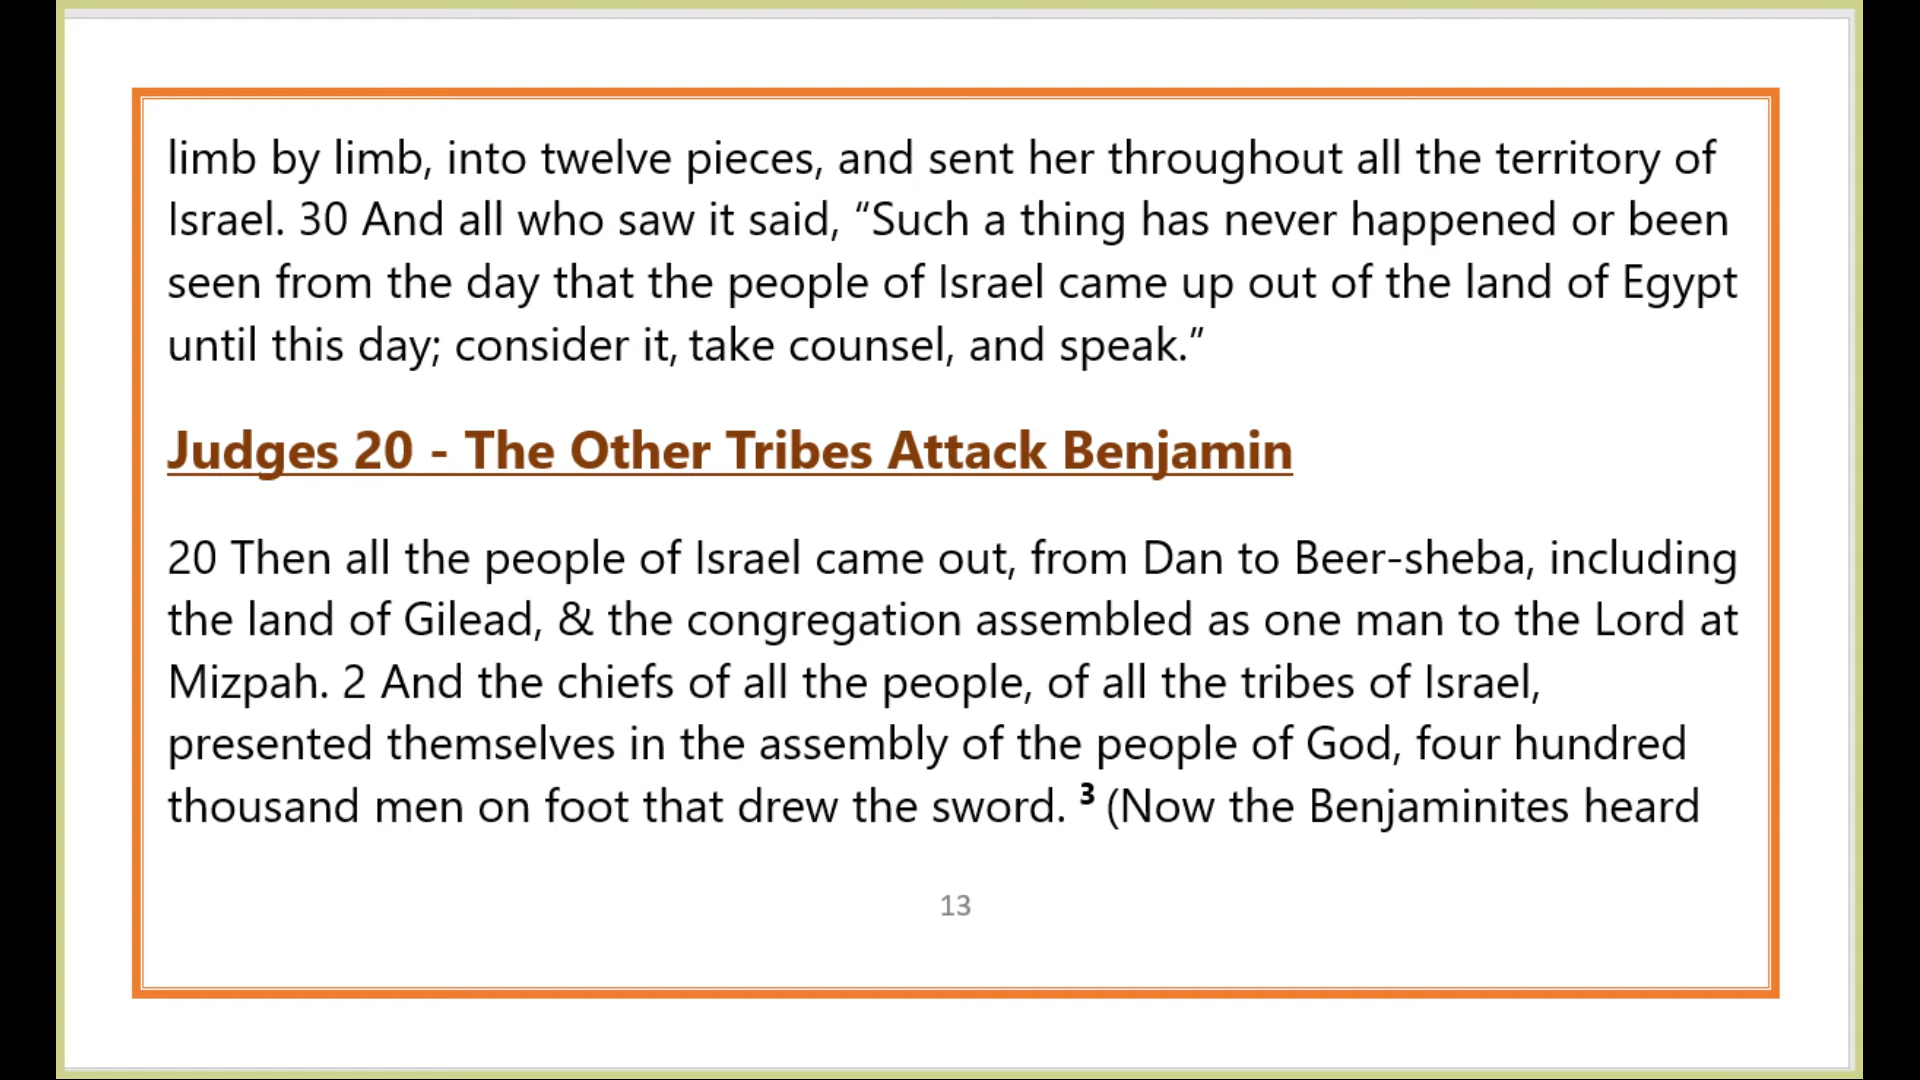 limb by limb, into twelve pieces, and sent her throughout all the territory of
Israel. 30 And all who saw it said, “Such a thing has never happened or been
seen from the day that the people of Israel came up out of the land of Egypt
until this day; consider it, take counsel, and speak.”
Judges 20 - The Other Tribes Attack Benjamin
20 Then all the people of Israel came out, from Dan to Beer-sheba, including
the land of Gilead, & the congregation assembled as one man to the Lord at
Mizpah. 2 And the chiefs of all the people, of all the tribes of Israel,
presented themselves in the assembly of the people of God, four hundred
thousand men on foot that drew the sword. ³ (Now the Benjaminites heard
13